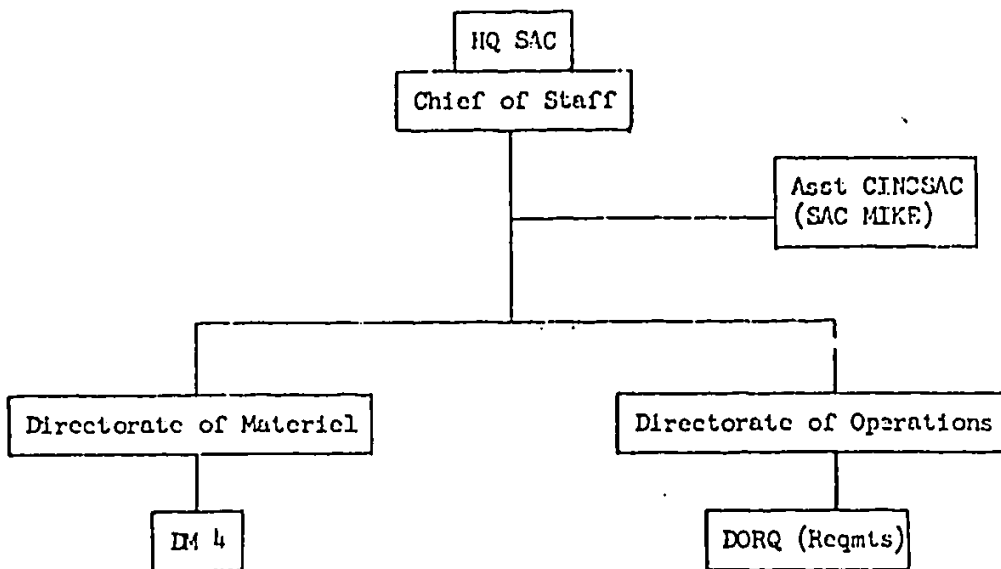 HQ SAC
Chief of Staff
Asst CINCSAC
(SAC MIKE)
Directorate of Materiel
Directorate of Operations
DM 4
DORQ (Reqmts)